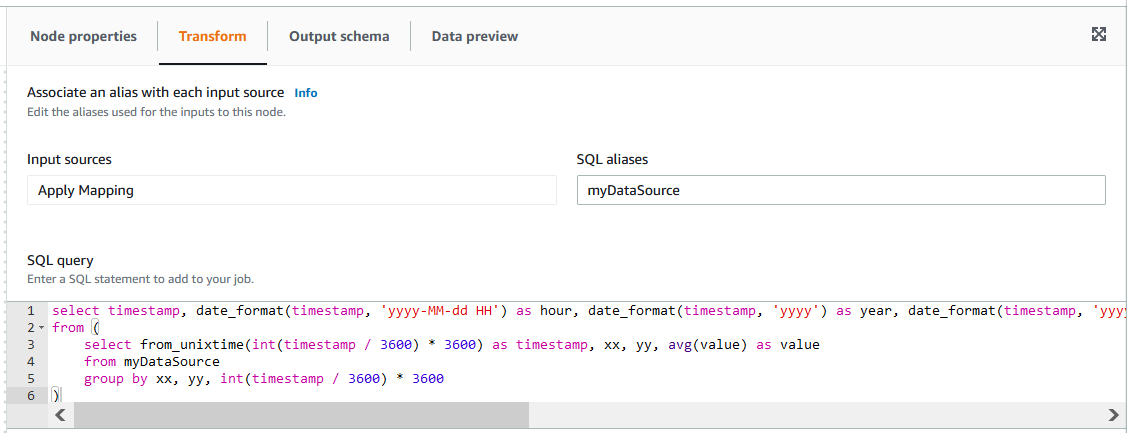 Node properties Transform Output schema Data preview
Associate an alias with each input source Info
Edit the aliases used for the inputs to this node.
Input sources SQL aliases
Apply Mapping myDataSource
SQL query
Enter a SQL statement to add to your job.
1 select timestamp, date_format(timestamp, 'yyyy-MM-dd HH') as hour, date_format(timestamp, 'yyyy') as year, date_format(timestamp, 'yyy
2 from (
3 select from_unixtime(int(timestamp / 3600) * 3600) as timestamp, xx, yy, avg(value) as value
4 from myDataSource
5 group by xx, yy, int(timestamp / 3600) * 3600
6 )